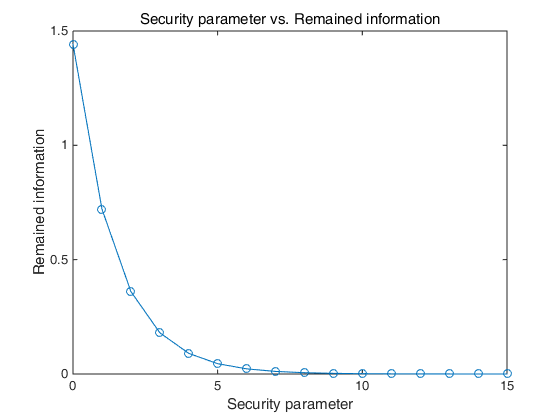 Security parameter vs. Remained information
1.5
1
0.5
0
Remained information
0 5 10 15
Security parameter